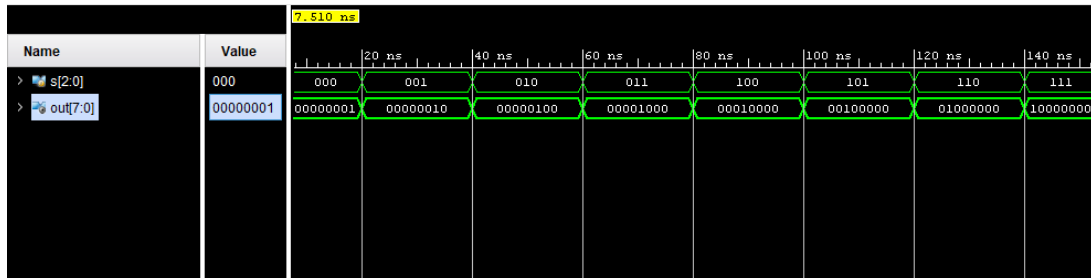 7.510 ns
Name Value
20 ns 40 ns 60 ns 80 ns 100 ns 120 ns 140 ns
s[2:0] 000 000 001 010 011 100 101 110 111
out[7:0] 00000001 00000001 00000010 00000100 00001000 00010000 00100000 01000000 10000000